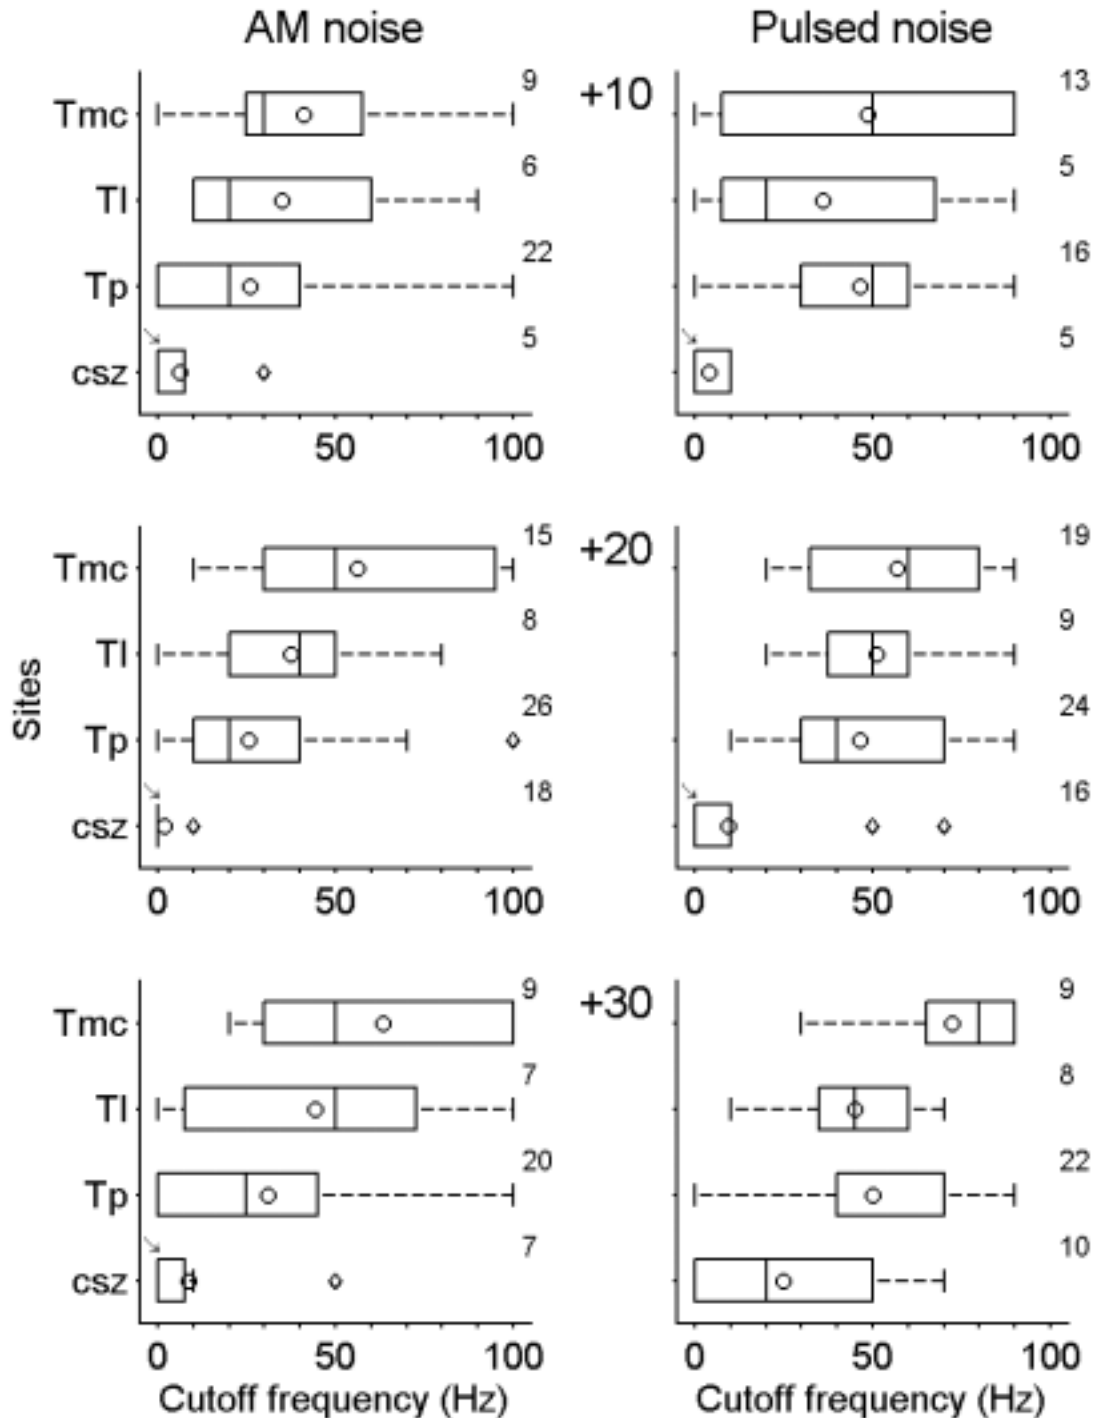 AM noise
Pulsed noise
+10
Tmc
9
13
Tl
6
5
Tp
22
16
csz
5
5
0 50 100
0 50 100
+20
Sites
Tmc
15
19
Tl
8
9
Tp
26
24
csz
18
16
0 50 100
0 50 100
+30
Tmc
9
9
Tl
7
8
Tp
20
22
csz
7
10
0 50 100
0 50 100
Cutoff frequency (Hz)
Cutoff frequency (Hz)